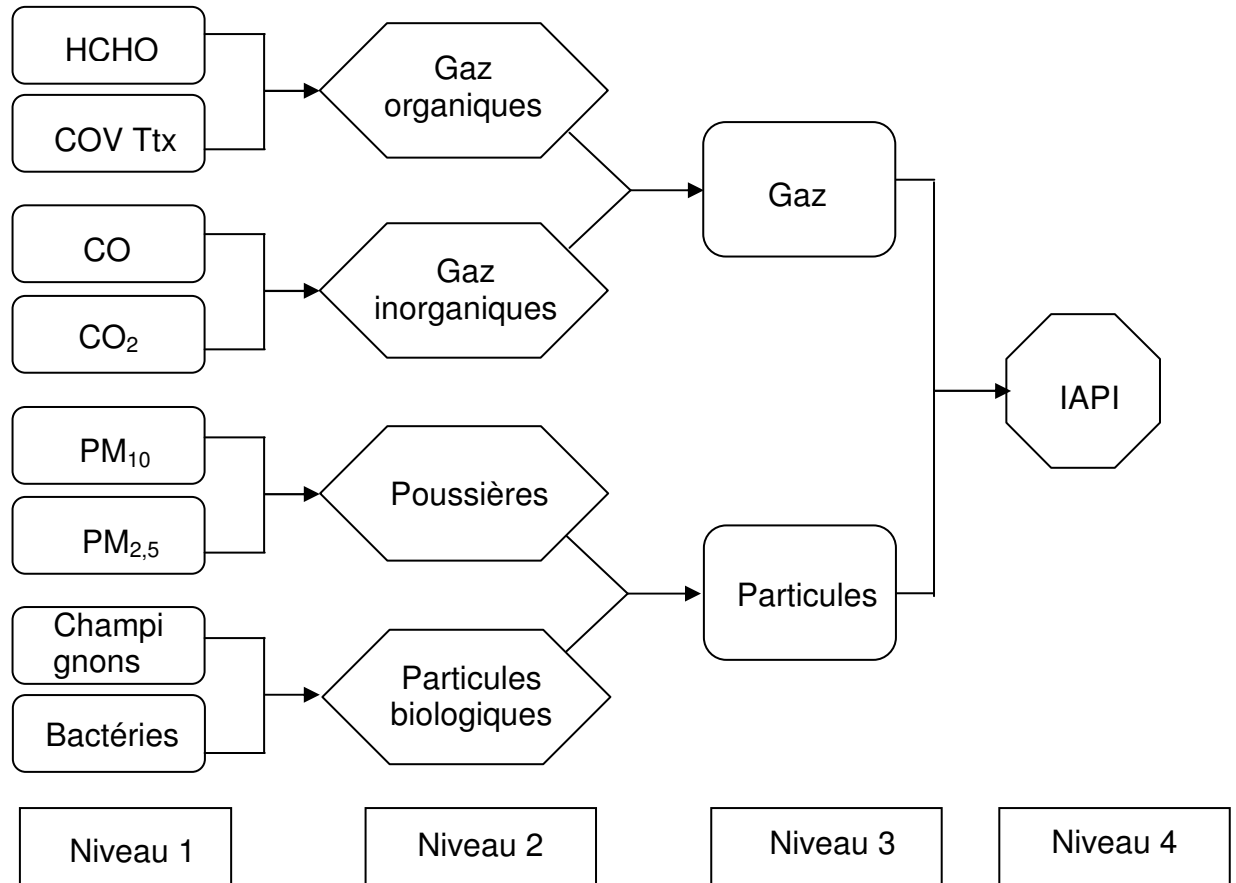 HCHO
COV Ttx
CO
CO₂
PM₁₀
PM₂,₅
Champi
gnons
Bactéries
Gaz
organiques
Gaz
inorganiques
Poussières
Particules
biologiques
Gaz
Particules
IAPI
Niveau 1
Niveau 2
Niveau 3
Niveau 4